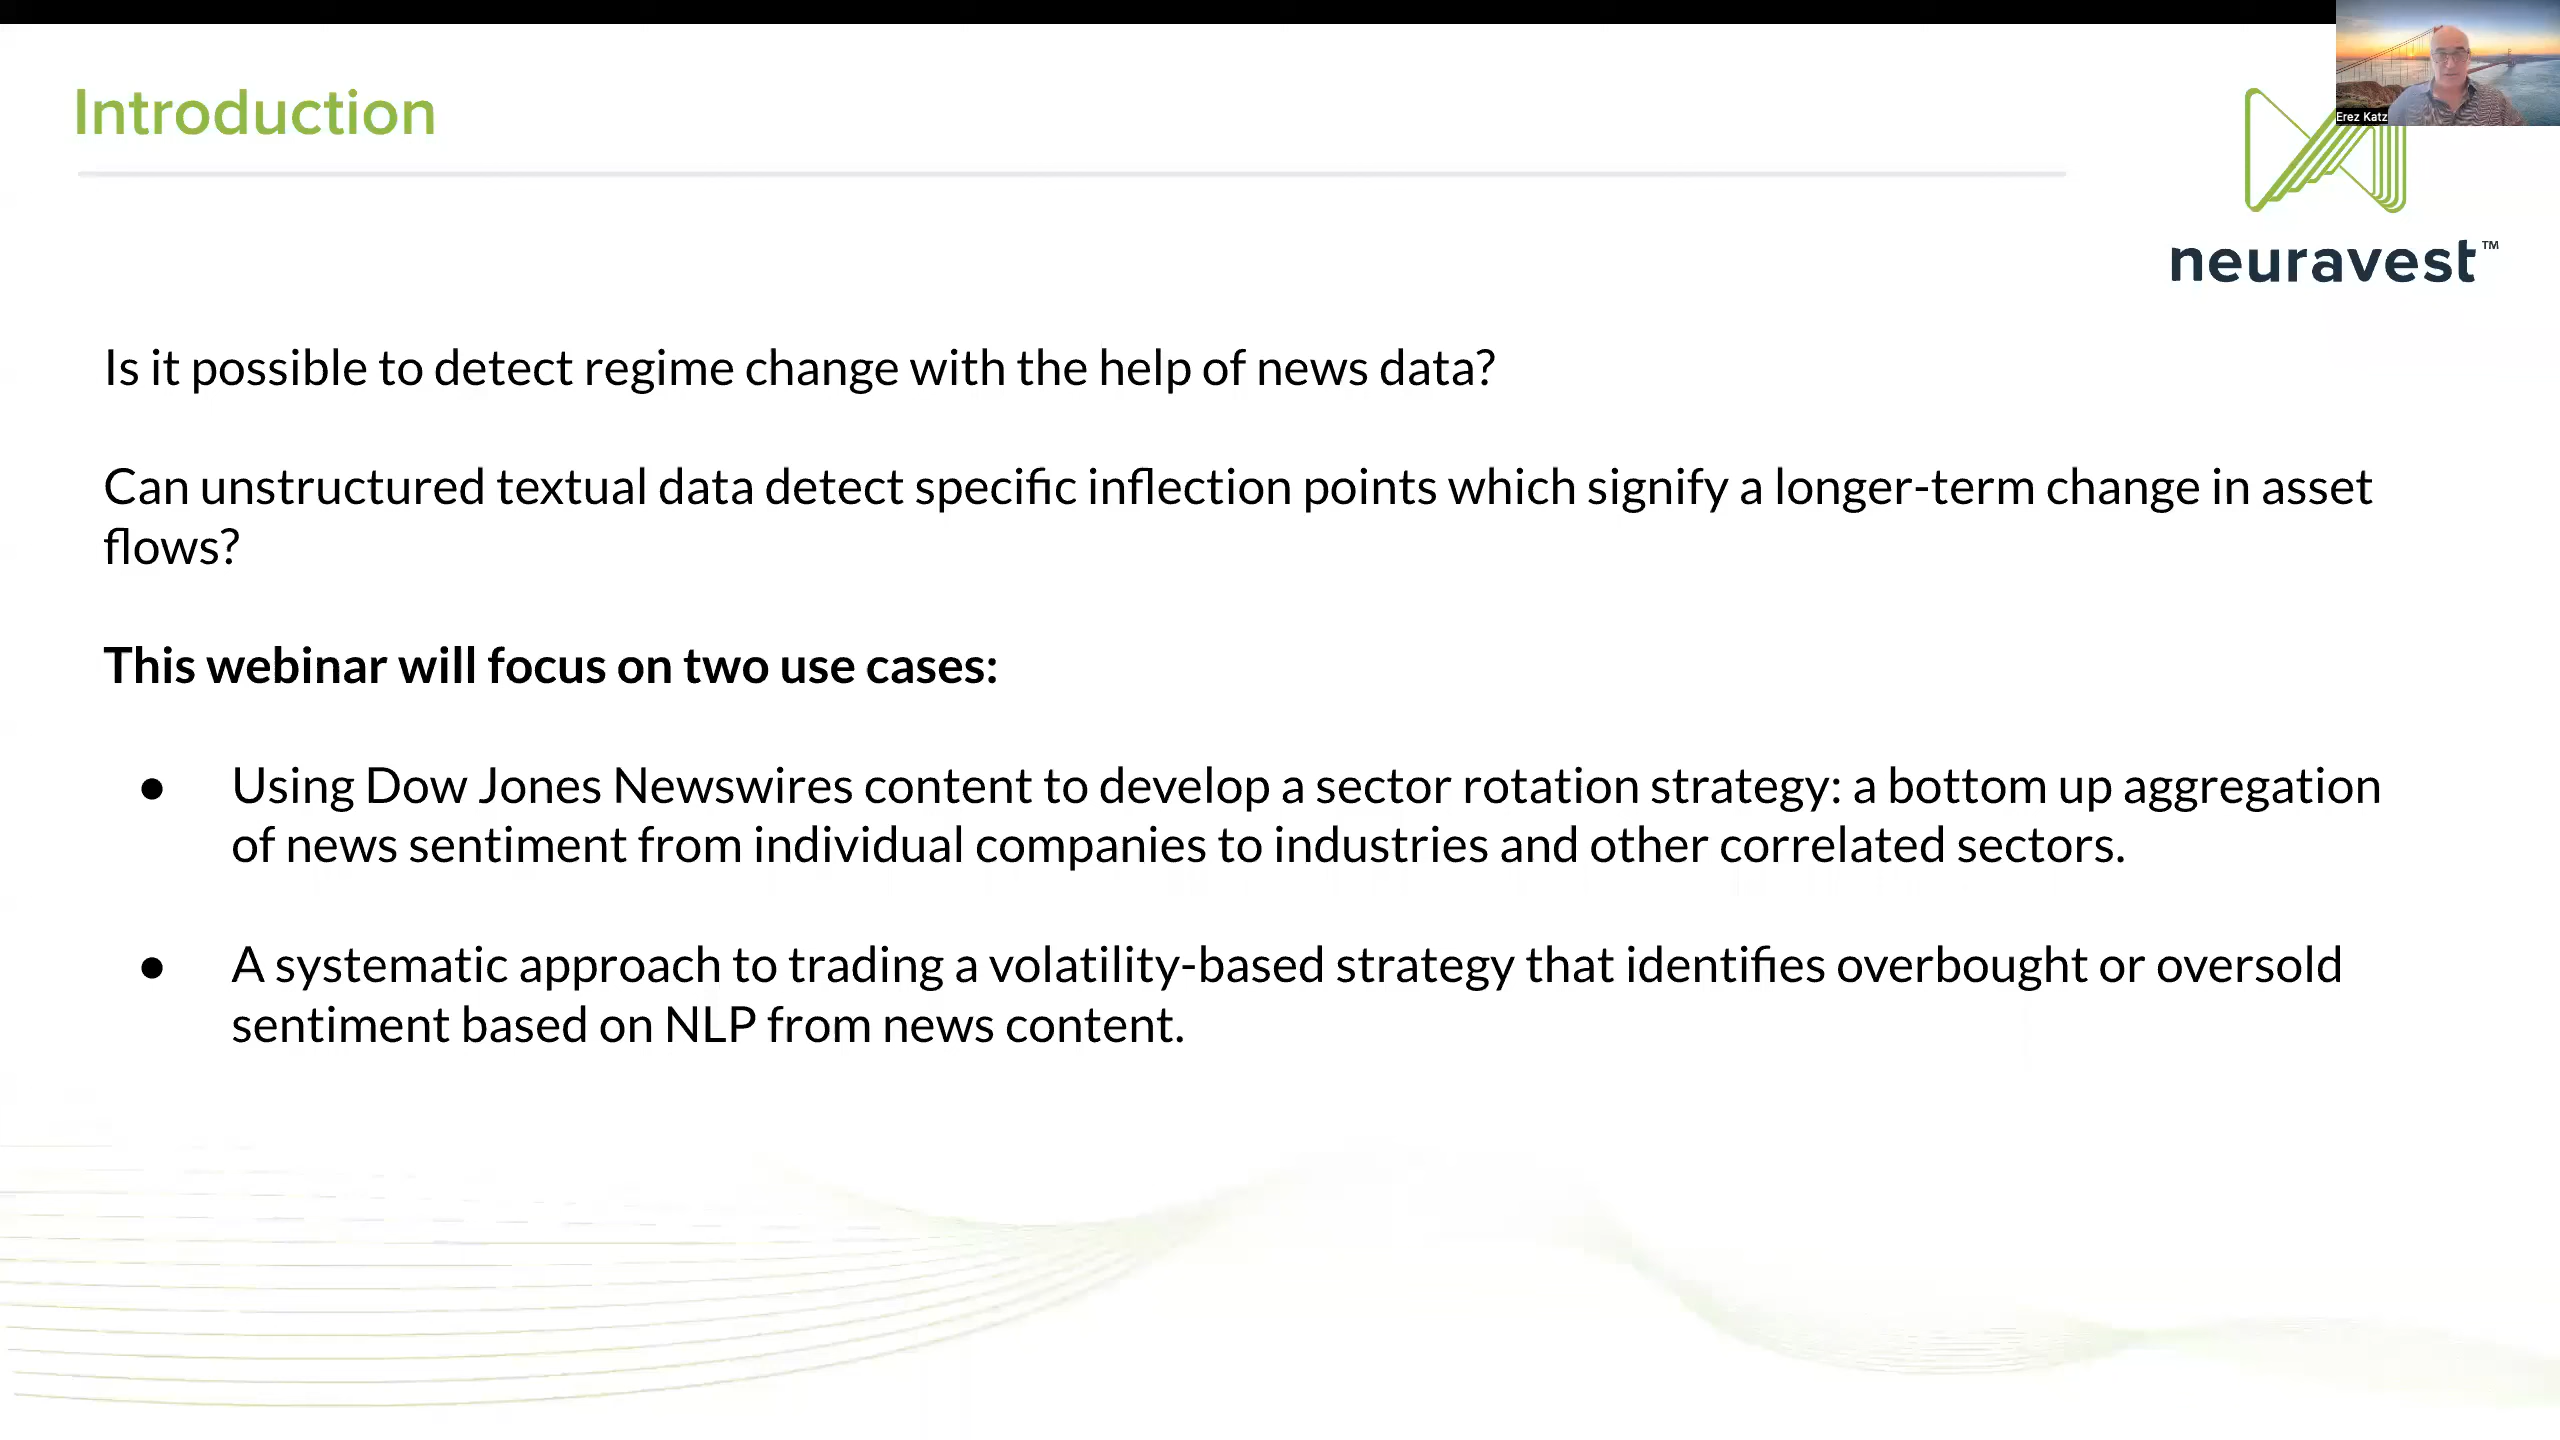 Introduction
Erez Katz
neuravest™
Is it possible to detect regime change with the help of news data?
Can unstructured textual data detect specific inflection points which signify a longer-term change in asset
flows?
This webinar will focus on two use cases:
● Using Dow Jones Newswires content to develop a sector rotation strategy: a bottom up aggregation
of news sentiment from individual companies to industries and other correlated sectors.
● A systematic approach to trading a volatility-based strategy that identifies overbought or oversold
sentiment based on NLP from news content.